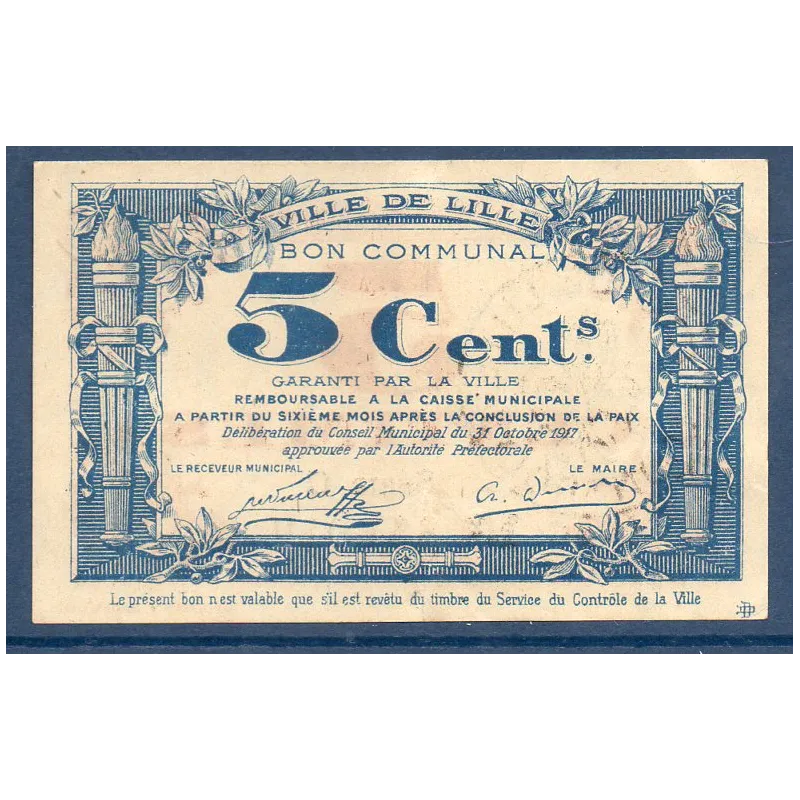 VILLE DE LILLE
BON COMMUNAL
5 Cents.
GARANTI PAR LA VILLE
REMBOURSABLE A LA CAISSE MUNICIPALE
A PARTIR DU SIXIÈME MOIS APRÈS LA CONCLUSION DE LA PAIX
Délibération du Conseil Municipal du 31 Octobre 1917
approuvée par l'Autorité Préfectorale
LE RECEVEUR MUNICIPAL LE MAIRE
Le présent bon n'est valable que s'il est revêtu du timbre du Service du Contrôle de la Ville